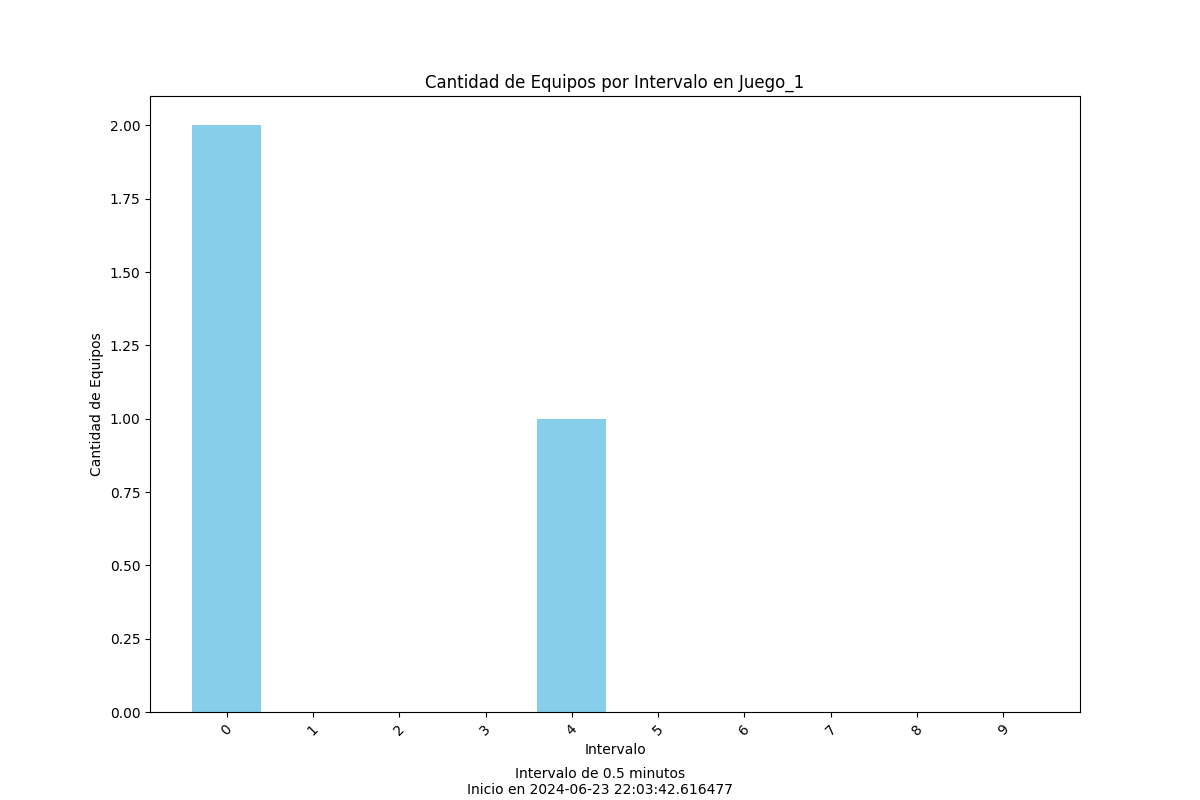 Cantidad de Equipos por Intervalo en Juego_1
Cantidad de Equipos
2.00
1.75
1.50
1.25
1.00
0.75
0.50
0.25
0.00
0 1 2 3 4 5 6 7 8 9
Intervalo
Intervalo de 0.5 minutos
Inicio en 2024-06-23 22:03:42.616477